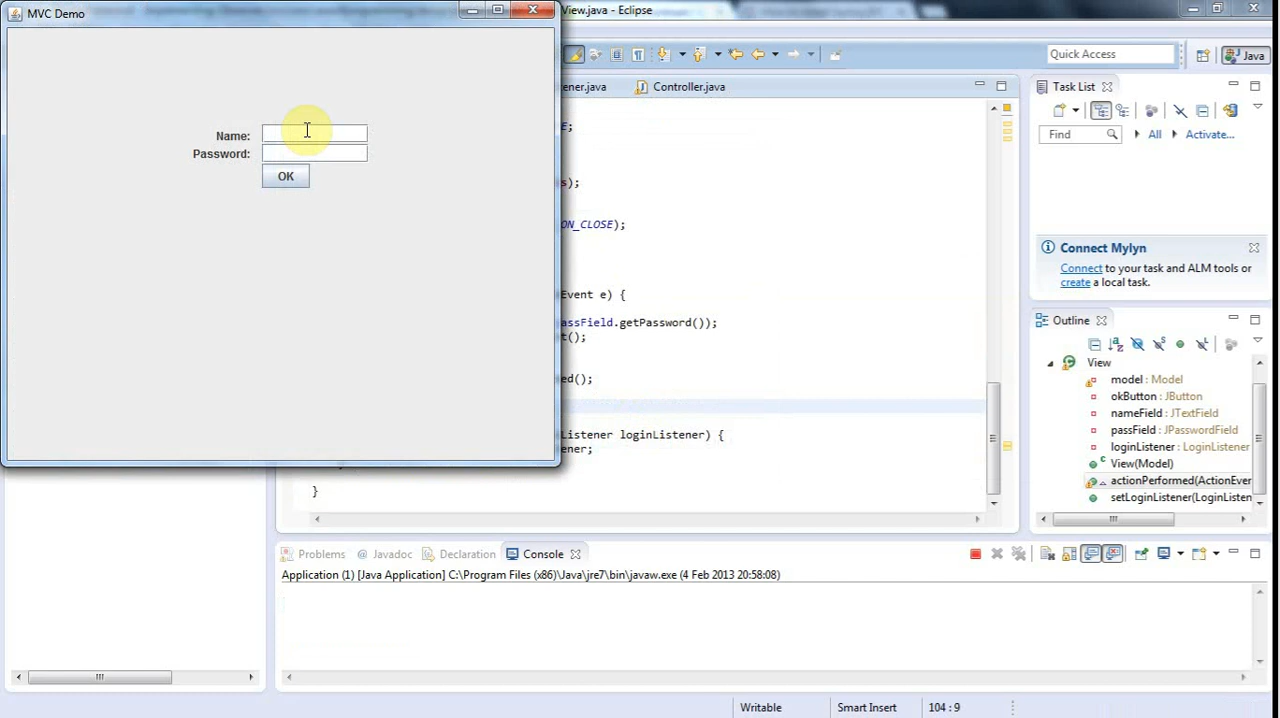 MVC Demo
View.java - Eclipse
Name:
Password:
OK
Quick Access
Java
ener.java
Controller.java
E;
s);
ON_CLOSE);
Event e) {
assField.getPassword());
t();
ed();
Listener loginListener) {
ener;
}
Task List
Find
All
Activate...
Connect Mylyn
Connect to your task and ALM tools or
create a local task.
Outline
View
model : Model
okButton : JButton
nameField : JTextField
passField : JPasswordField
loginListener : LoginListener
View(Model)
actionPerformed(ActionEver
setLoginListener(LoginListen
Problems
@ Javadoc
Declaration
Console
Application (1) [Java Application] C:\Program Files (x86)\Java\jre7\bin\javaw.exe (4 Feb 2013 20:58:08)
Writable
Smart Insert
104 : 9